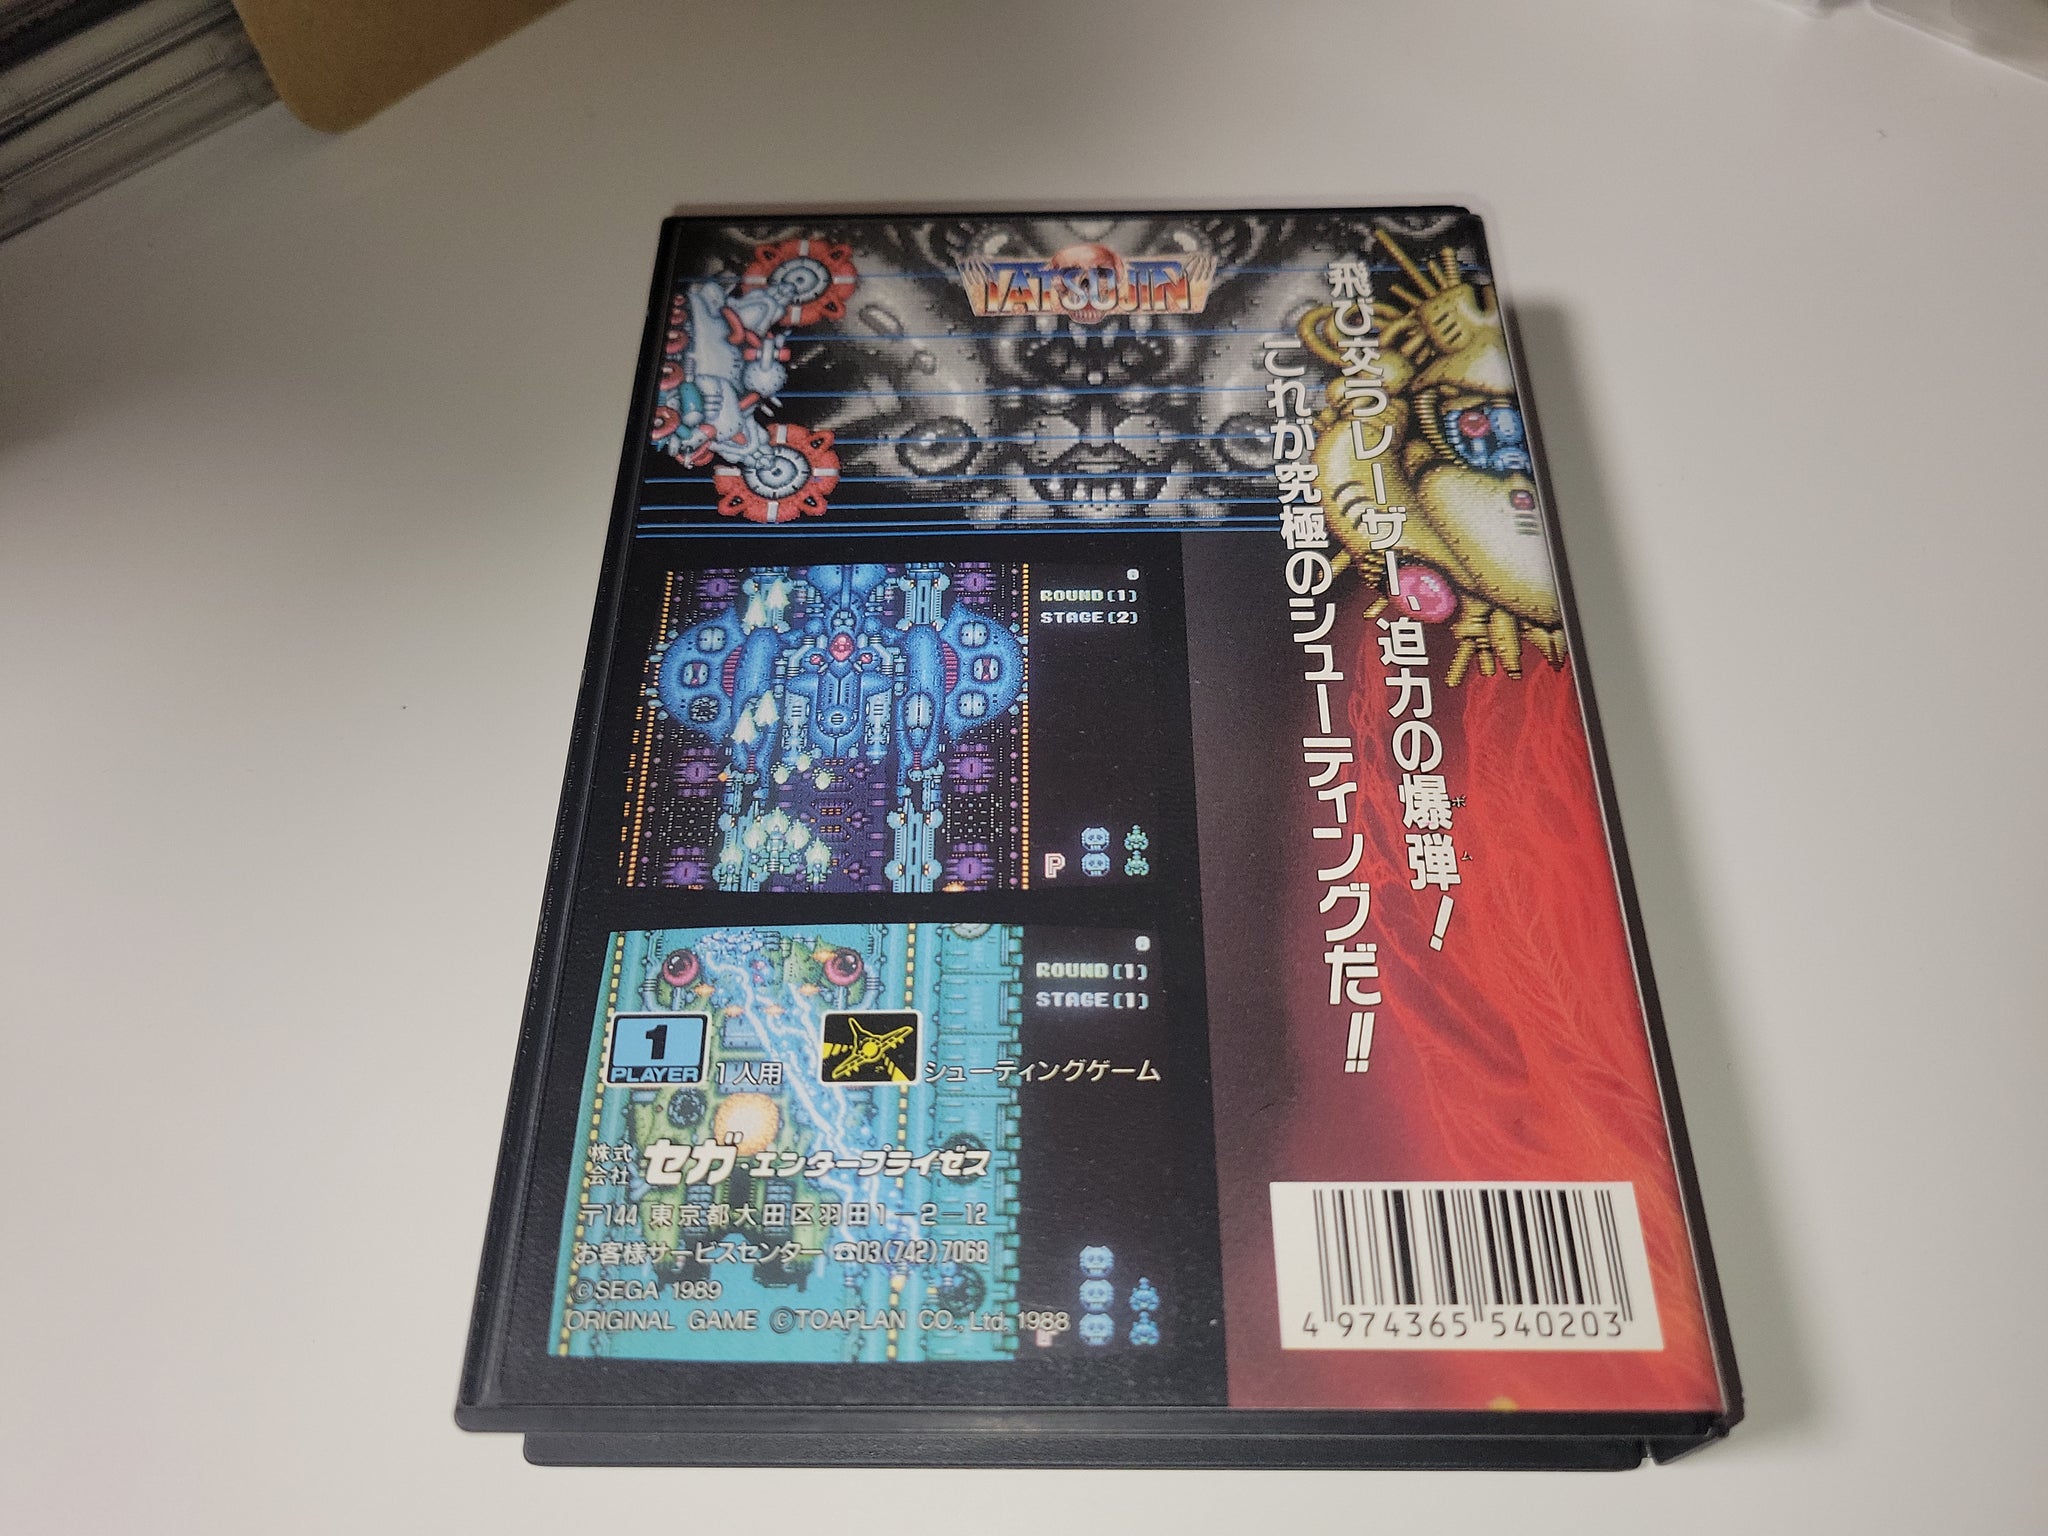 TATSUJIN
飛び交うレーザー、迫力の爆弾!
ボム
これが究極のシューティングだ!!
0
ROUND(1)
STAGE(2)
P
0
ROUND(1)
STAGE(1)
1
PLAYER
1人用
シューティングゲーム
株式会社 セガ・エンタープライゼス
〒144 東京都大田区羽田1-2-12
お客様サービスセンター ☎03(742)7068
©SEGA 1989
ORIGINAL GAME ©TOAPLAN CO., Ltd. 1988
P
4 974365 540203